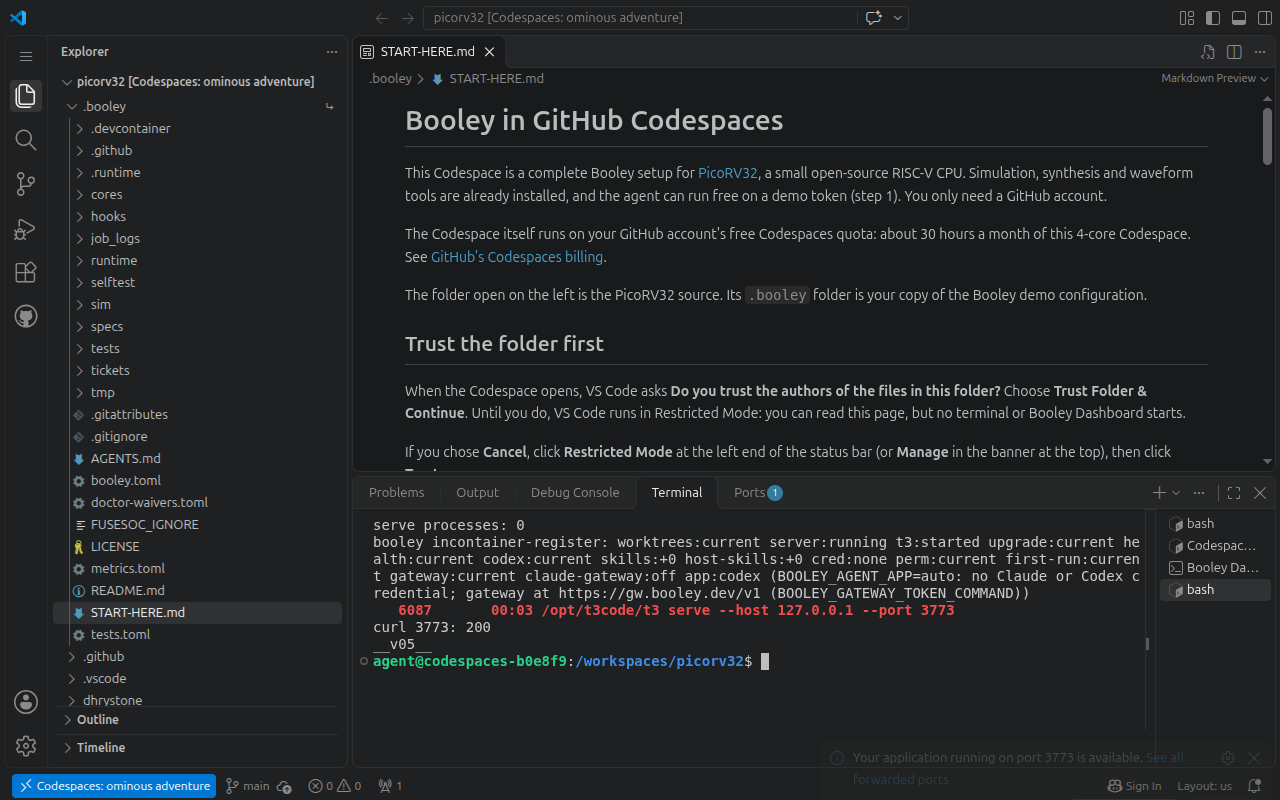 picorv32 [Codespaces: ominous adventure]
Explorer
picorv32 [Codespaces: ominous adventure]
.booley
.devcontainer
.github
.runtime
cores
hooks
job_logs
runtime
selftest
sim
specs
tests
tickets
tmp
.gitattributes
.gitignore
AGENTS.md
booley.toml
doctor-waivers.toml
FUSESOC_IGNORE
LICENSE
metrics.toml
README.md
START-HERE.md
tests.toml
.github
.vscode
dhrystone
Outline
Timeline
START-HERE.md
.booley > START-HERE.md
Markdown Preview
Booley in GitHub Codespaces
This Codespace is a complete Booley setup for PicoRV32, a small open-source RISC-V CPU. Simulation, synthesis and waveform
tools are already installed, and the agent can run free on a demo token (step 1). You only need a GitHub account.
The Codespace itself runs on your GitHub account's free Codespaces quota: about 30 hours a month of this 4-core Codespace.
See GitHub's Codespaces billing.
The folder open on the left is the PicoRV32 source. Its .booley folder is your copy of the Booley demo configuration.
Trust the folder first
When the Codespace opens, VS Code asks Do you trust the authors of the files in this folder? Choose Trust Folder &
Continue. Until you do, VS Code runs in Restricted Mode: you can read this page, but no terminal or Booley Dashboard starts.
If you chose Cancel, click Restricted Mode at the left end of the status bar (or Manage in the banner at the top), then click
Problems Output Debug Console Terminal Ports 1
serve processes: 0
booley incontainer-register: worktrees:current server:running t3:started upgrade:current he
alth:current codex:current skills:+0 host-skills:+0 cred:none perm:current first-run:curren
t gateway:current claude-gateway:off app:codex (BOOLEY_AGENT_APP=auto: no Claude or Codex c
redential; gateway at https://gw.booley.dev/v1 (BOOLEY_GATEWAY_TOKEN_COMMAND))
6087 00:03 /opt/t3code/t3 serve --host 127.0.0.1 --port 3773
curl 3773: 200
__v05__
agent@codespaces-b0e8f9:/workspaces/picorv32$
bash
Codespac...
Booley Da...
bash
Your application running on port 3773 is available. See all
forwarded ports
Codespaces: ominous adventure main 0 0 1 Sign In Layout: us